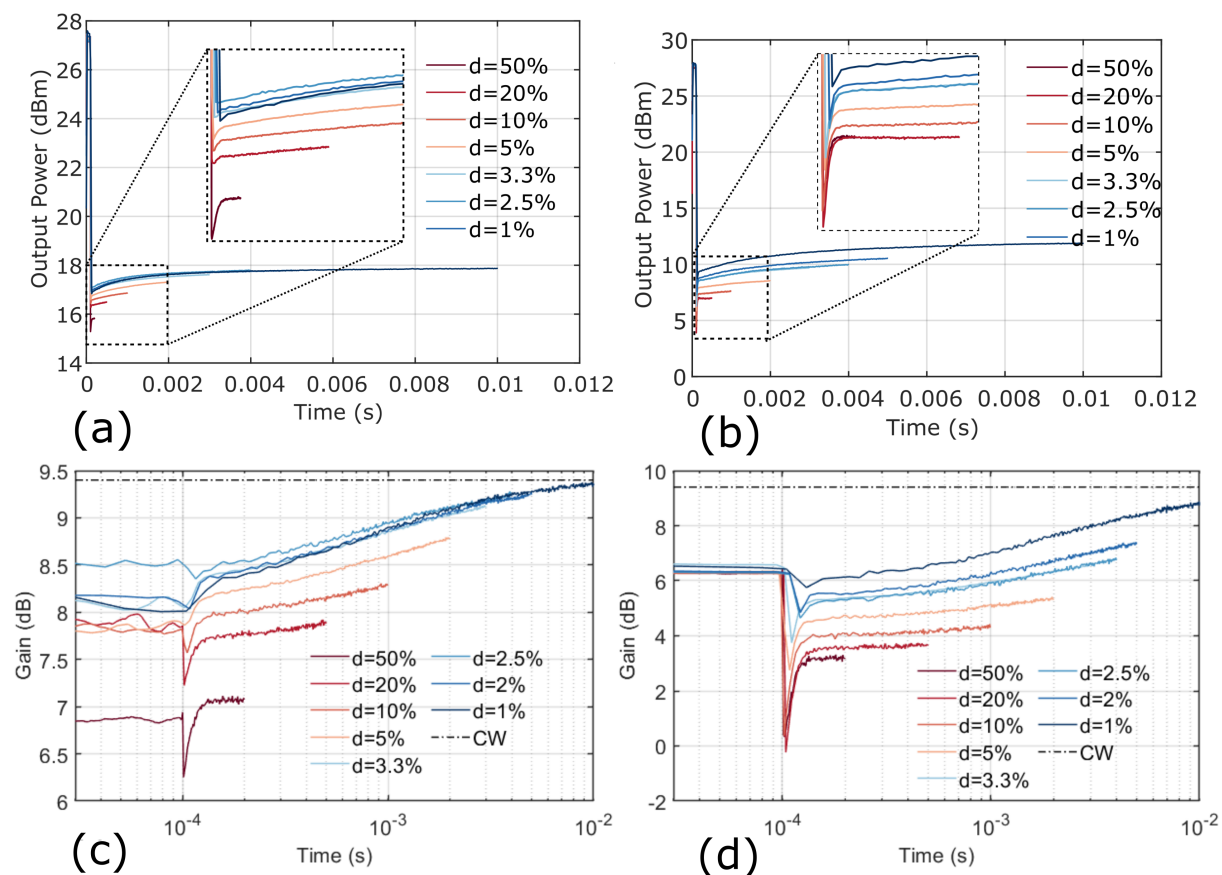 28
26
24
22
20
18
16
14
Output Power (dBm)
d=50%
d=20%
d=10%
d=5%
d=3.3%
d=2.5%
d=1%
0 0.002 0.004 0.006 0.008 0.01 0.012
Time (s)
(a)
30
25
20
15
10
5
0
Output Power (dBm)
d=50%
d=20%
d=10%
d=5%
d=3.3%
d=2.5%
d=1%
0 0.002 0.004 0.006 0.008 0.01 0.012
Time (s)
(b)
9.5
9
8.5
8
7.5
7
6.5
6
Gain (dB)
d=50% d=2.5%
d=20% d=2%
d=10% d=1%
d=5% CW
d=3.3%
10-4 10-3 10-2
Time (s)
(c)
10
8
6
4
2
0
-2
Gain (dB)
d=50% d=2.5%
d=20% d=2%
d=10% d=1%
d=5% CW
d=3.3%
10-4 10-3 10-2
Time (s)
(d)